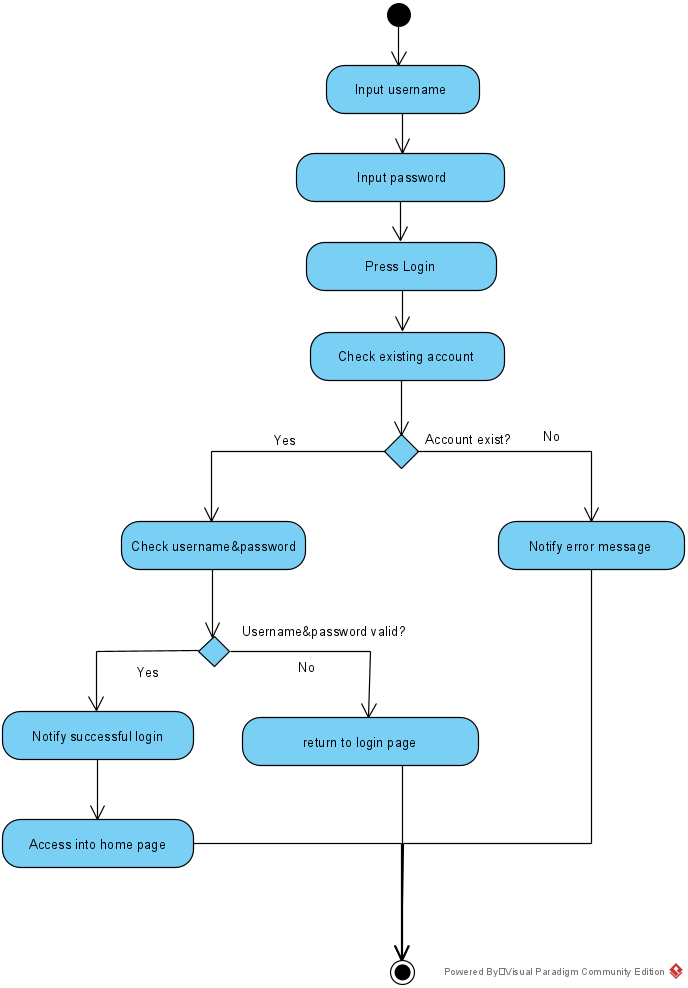 Input username
Input password
Press Login
Check existing account
Account exist?
Yes
No
Check username&password
Notify error message
Username&password valid?
Yes
No
Notify successful login
return to login page
Access into home page
Powered By Visual Paradigm Community Edition